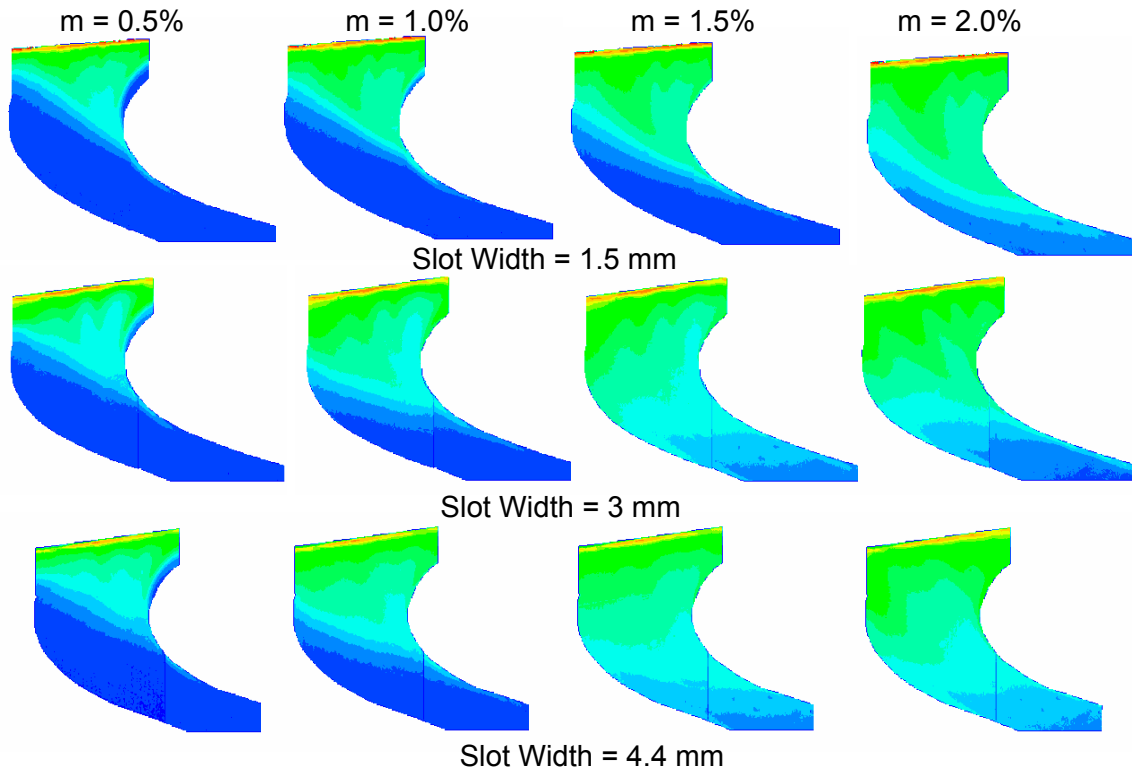 m = 0.5% m = 1.0% m = 1.5% m = 2.0%
Slot Width = 1.5 mm
Slot Width = 3 mm
Slot Width = 4.4 mm